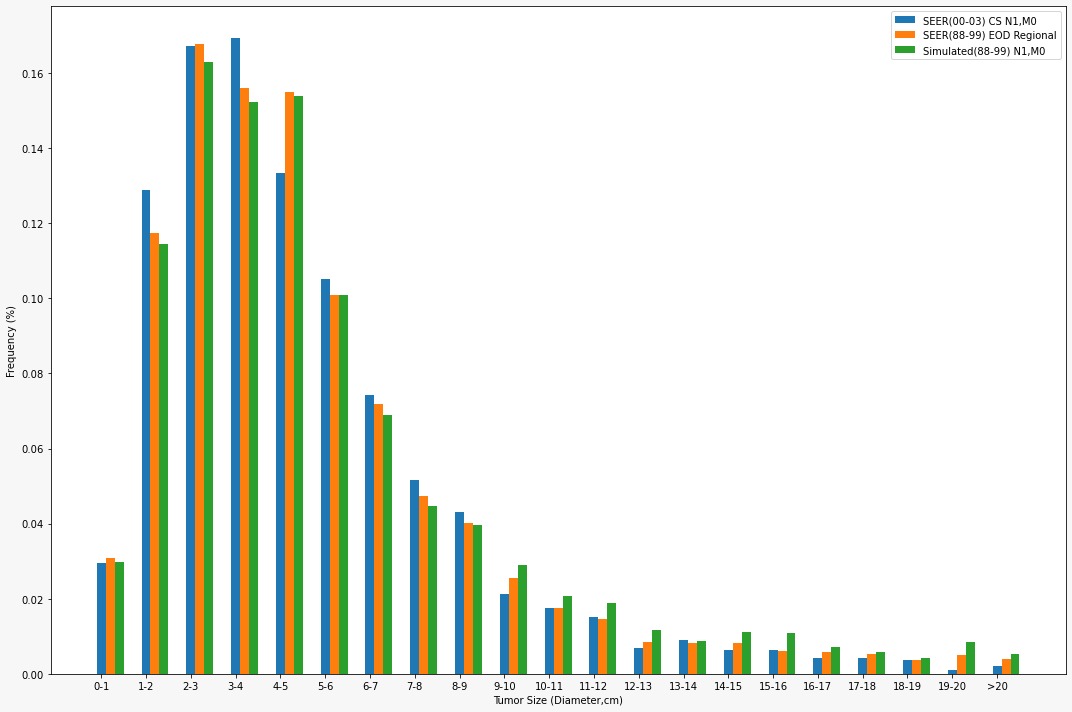 SEER(00-03) CS N1,M0
SEER(88-99) EOD Regional
Simulated(88-99) N1,M0
Frequency (%)
0.16
0.14
0.12
0.10
0.08
0.06
0.04
0.02
0.00
0-1 1-2 2-3 3-4 4-5 5-6 6-7 7-8 8-9 9-10 10-11 11-12 12-13 13-14 14-15 15-16 16-17 17-18 18-19 19-20 >20
Tumor Size (Diameter,cm)